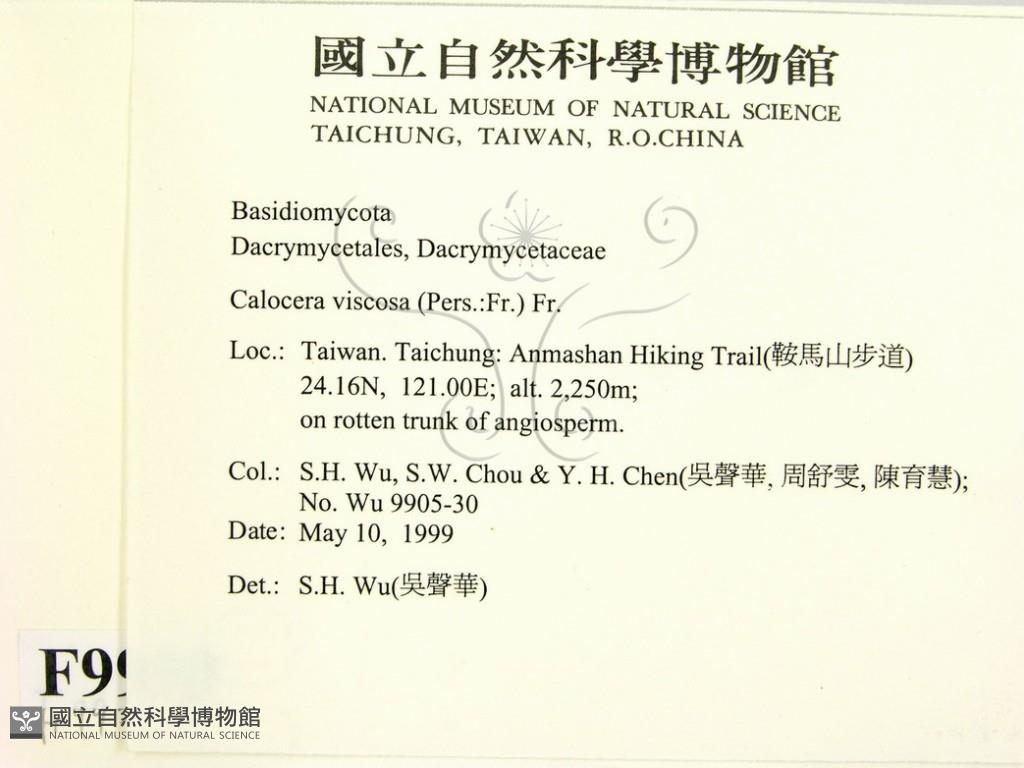 國立自然科學博物館
NATIONAL MUSEUM OF NATURAL SCIENCE
TAICHUNG, TAIWAN, R.O.CHINA
Basidiomycota
Dacrymycetales, Dacrymycetaceae
Calocera viscosa (Pers.:Fr.) Fr.
Loc.: Taiwan. Taichung: Anmashan Hiking Trail(鞍馬山步道)
24.16N, 121.00E; alt. 2,250m;
on rotten trunk of angiosperm.
Col.: S.H. Wu, S.W. Chou & Y. H. Chen(吳聲華, 周舒雯, 陳育慧);
No. Wu 9905-30
Date: May 10, 1999
Det.: S.H. Wu(吳聲華)
F99
國立自然科學博物館
NATIONAL MUSEUM OF NATURAL SCIENCE